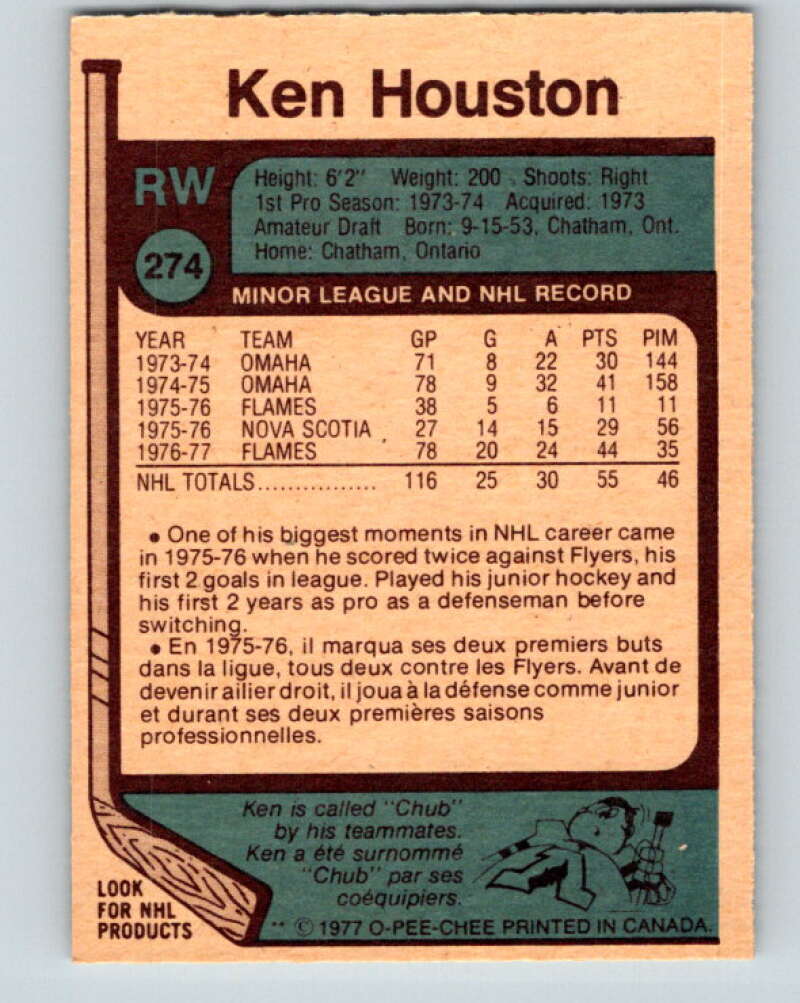 Ken Houston
RW
274
Height: 6'2" Weight: 200 Shoots: Right
1st Pro Season: 1973-74 Acquired: 1973
Amateur Draft Born: 9-15-53, Chatham, Ont.
Home: Chatham, Ontario
MINOR LEAGUE AND NHL RECORD
YEAR TEAM GP G A PTS PIM
1973-74 OMAHA 71 8 22 30 144
1974-75 OMAHA 78 9 32 41 158
1975-76 FLAMES 38 5 6 11 11
1975-76 NOVA SCOTIA 27 14 15 29 56
1976-77 FLAMES 78 20 24 44 35
NHL TOTALS................ 116 25 30 55 46
• One of his biggest moments in NHL career came
in 1975-76 when he scored twice against Flyers, his
first 2 goals in league. Played his junior hockey and
his first 2 years as pro as a defenseman before
switching.
• En 1975-76, il marqua ses deux premiers buts
dans la ligue, tous deux contre les Flyers. Avant de
devenir ailier droit, il joua à la défense comme junior
et durant ses deux premières saisons
professionnelles.
Ken is called "Chub"
by his teammates.
Ken a été surnommé
"Chub" par ses
coéquipiers.
LOOK
FOR NHL
PRODUCTS
** © 1977 O-PEE-CHEE PRINTED IN CANADA.